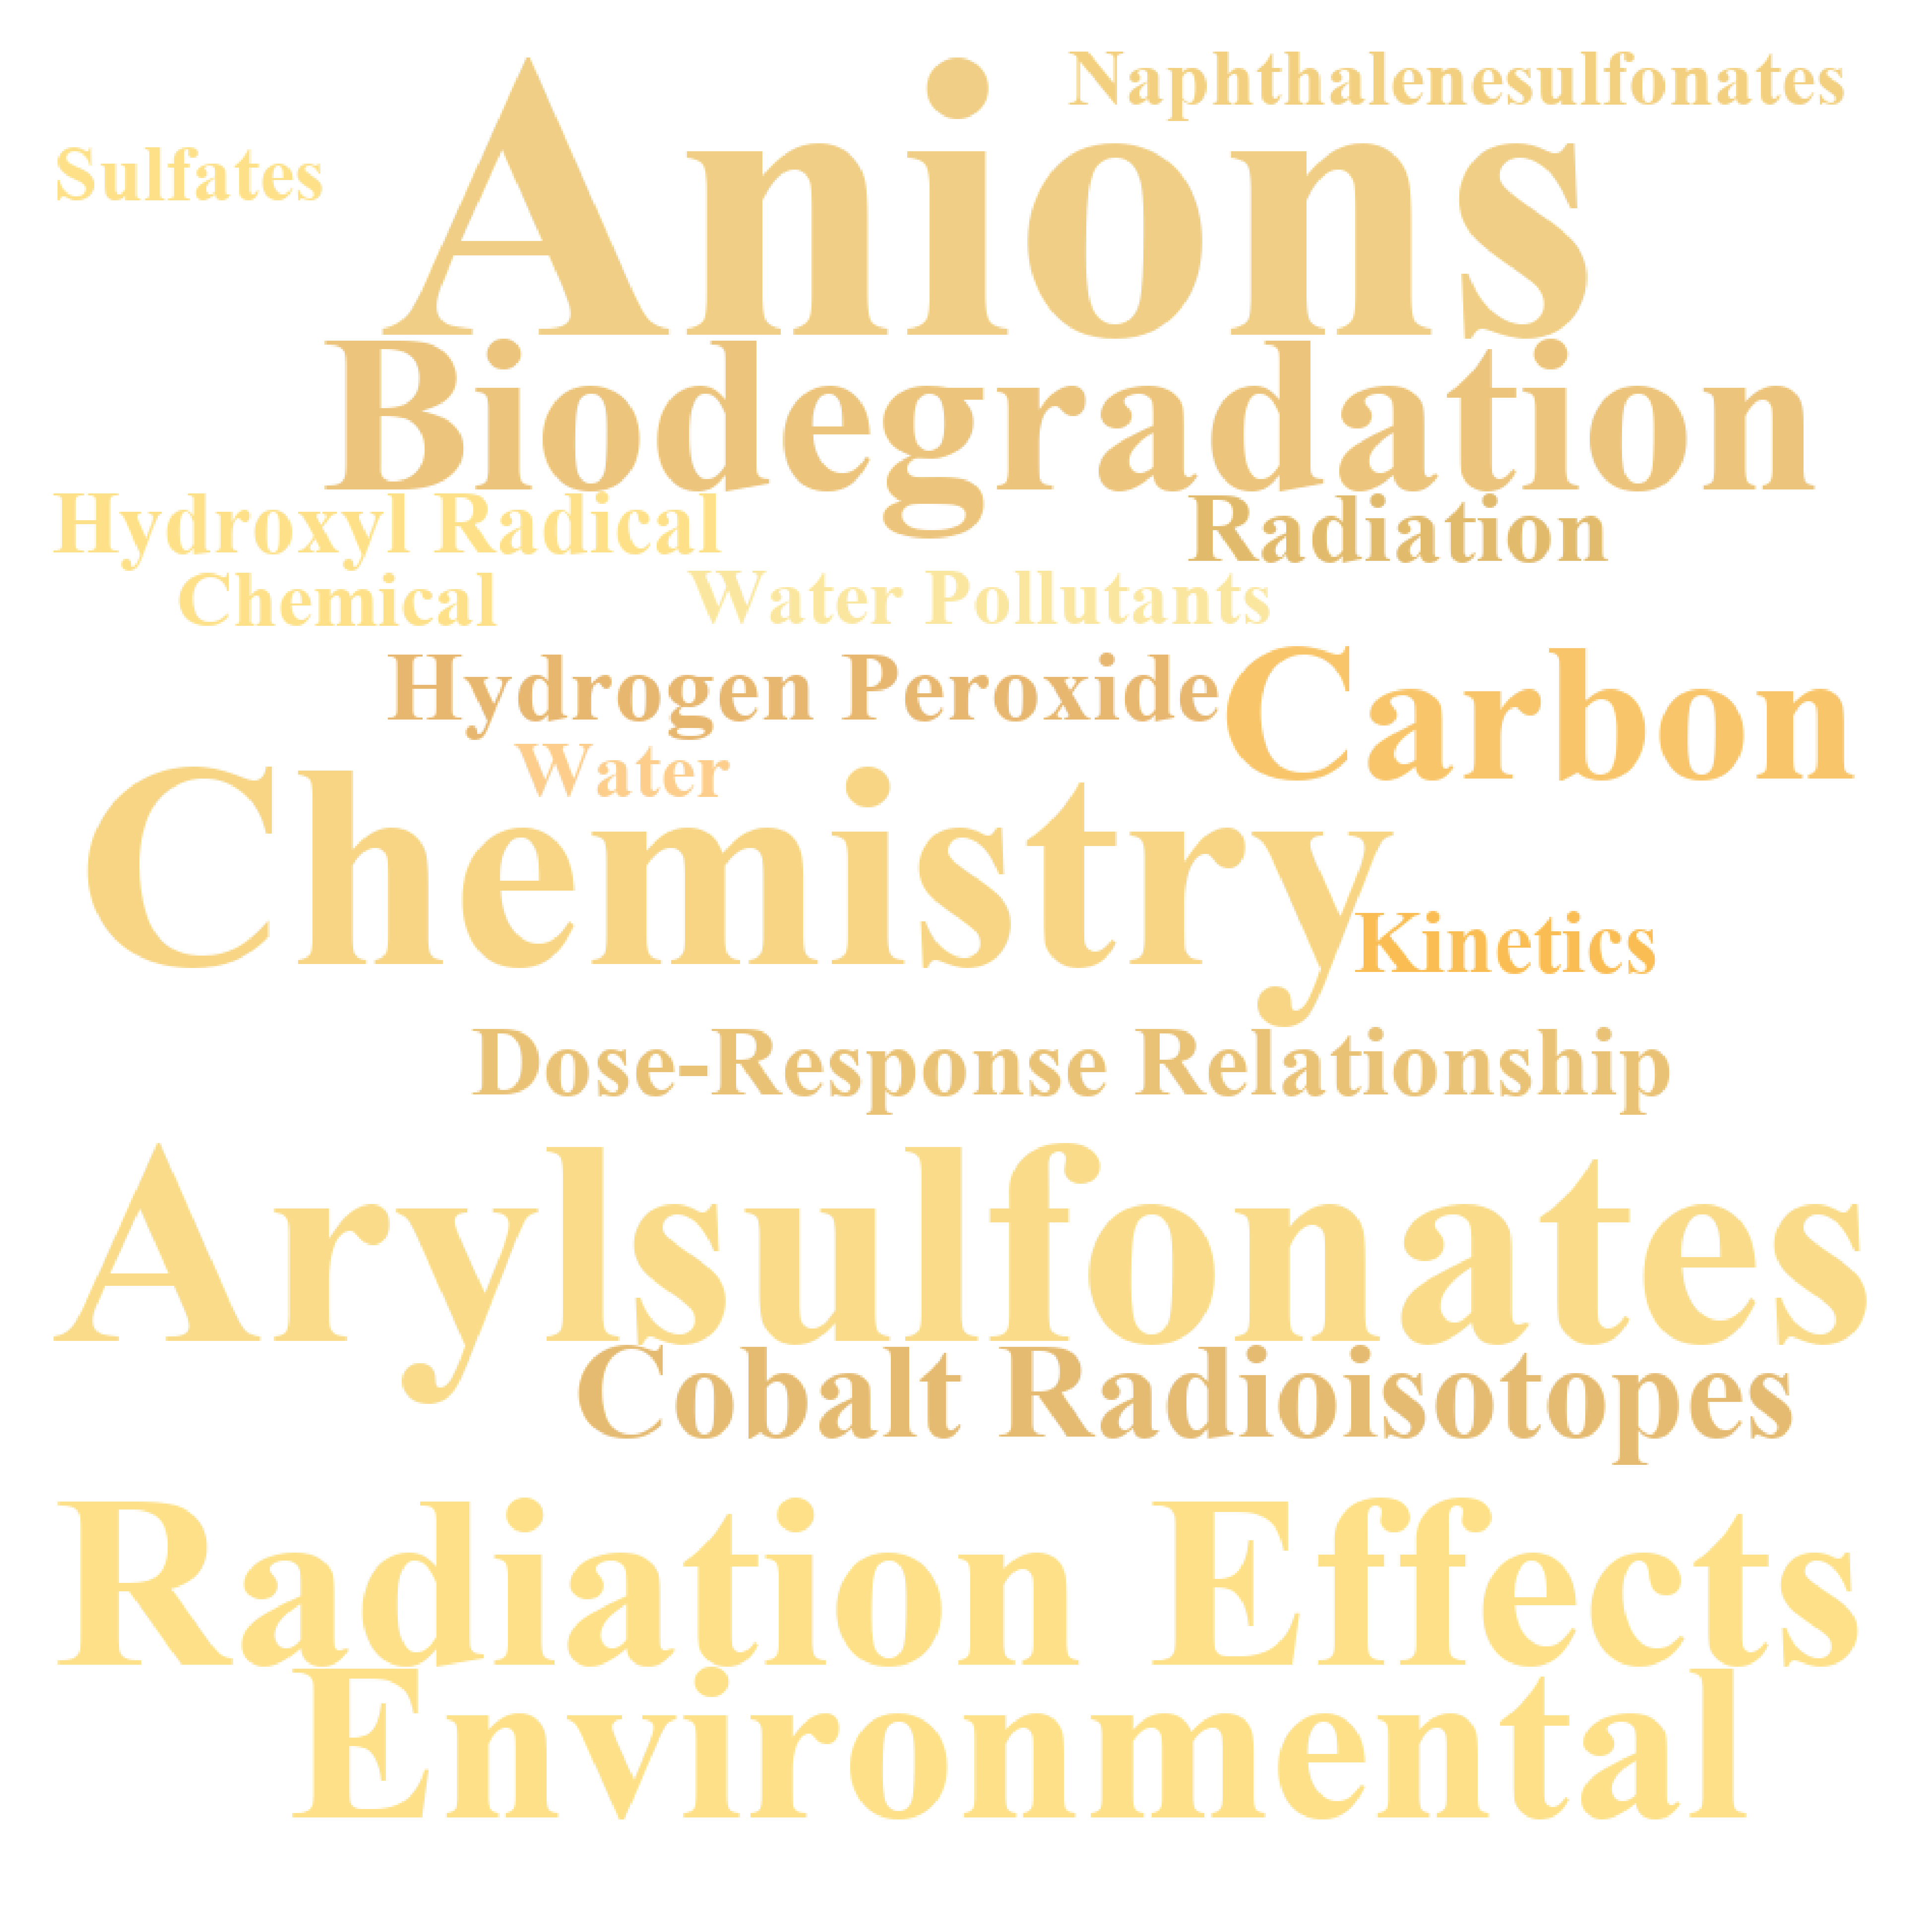 Naphthalenesulfonates
Sulfates
Anions
Biodegradation
Hydroxyl Radical
Radiation
Chemical
Water Pollutants
Hydrogen Peroxide
Carbon
Water
Chemistry
Kinetics
Dose-Response Relationship
Arylsulfonates
Cobalt Radioisotopes
Radiation Effects
Environmental